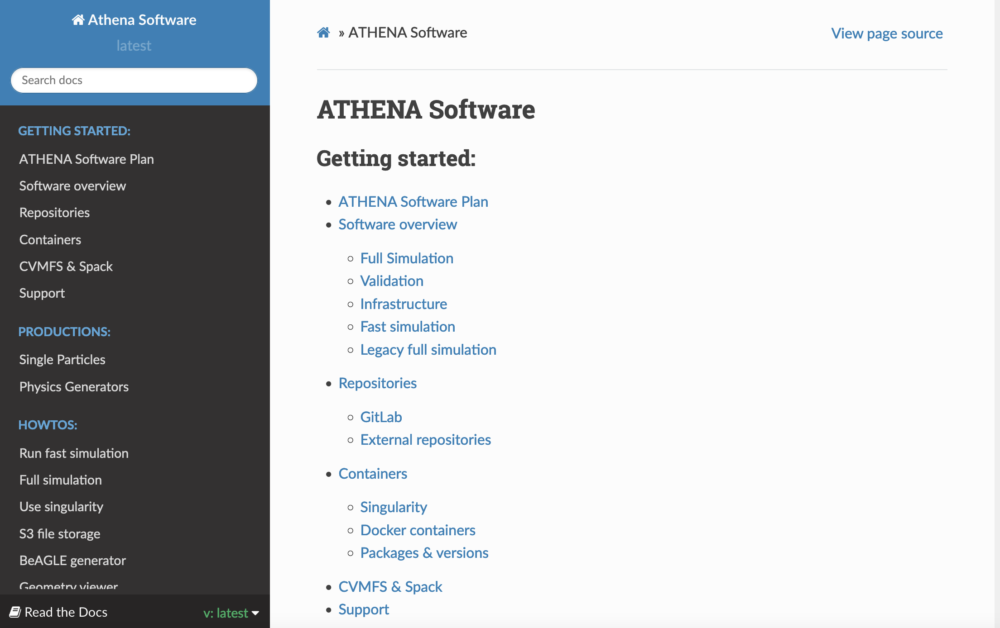 Athena Software
latest
Search docs
GETTING STARTED:
ATHENA Software Plan
Software overview
Repositories
Containers
CVMFS & Spack
Support
PRODUCTIONS:
Single Particles
Physics Generators
HOWTOS:
Run fast simulation
Full simulation
Use singularity
S3 file storage
BeAGLE generator
Geometry viewer
Read the Docs
v: latest
» ATHENA Software
View page source
ATHENA Software
Getting started:
• ATHENA Software Plan
• Software overview
○ Full Simulation
○ Validation
○ Infrastructure
○ Fast simulation
○ Legacy full simulation
• Repositories
○ GitLab
○ External repositories
• Containers
○ Singularity
○ Docker containers
○ Packages & versions
• CVMFS & Spack
• Support